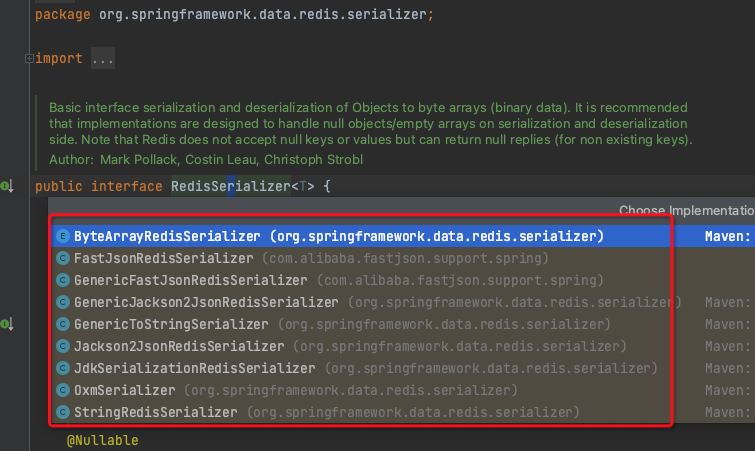 package org.springframework.data.redis.serializer;
import ...
Basic interface serialization and deserialization of Objects to byte arrays (binary data). It is recommended
that implementations are designed to handle null objects/empty arrays on serialization and deserialization
side. Note that Redis does not accept null keys or values but can return null replies (for non existing keys).
Author: Mark Pollack, Costin Leau, Christoph Strobl
public interface RedisSerializer<T> {
Choose Implementatio
ByteArrayRedisSerializer (org.springframework.data.redis.serializer) Maven:
FastJsonRedisSerializer (com.alibaba.fastjson.support.spring)
GenericFastJsonRedisSerializer (com.alibaba.fastjson.support.spring)
GenericJackson2JsonRedisSerializer (org.springframework.data.redis.serializer) Maven:
GenericToStringSerializer (org.springframework.data.redis.serializer) Maven:
Jackson2JsonRedisSerializer (org.springframework.data.redis.serializer) Maven:
JdkSerializationRedisSerializer (org.springframework.data.redis.serializer) Maven:
OxmSerializer (org.springframework.data.redis.serializer) Maven:
StringRedisSerializer (org.springframework.data.redis.serializer) Maven:
@Nullable